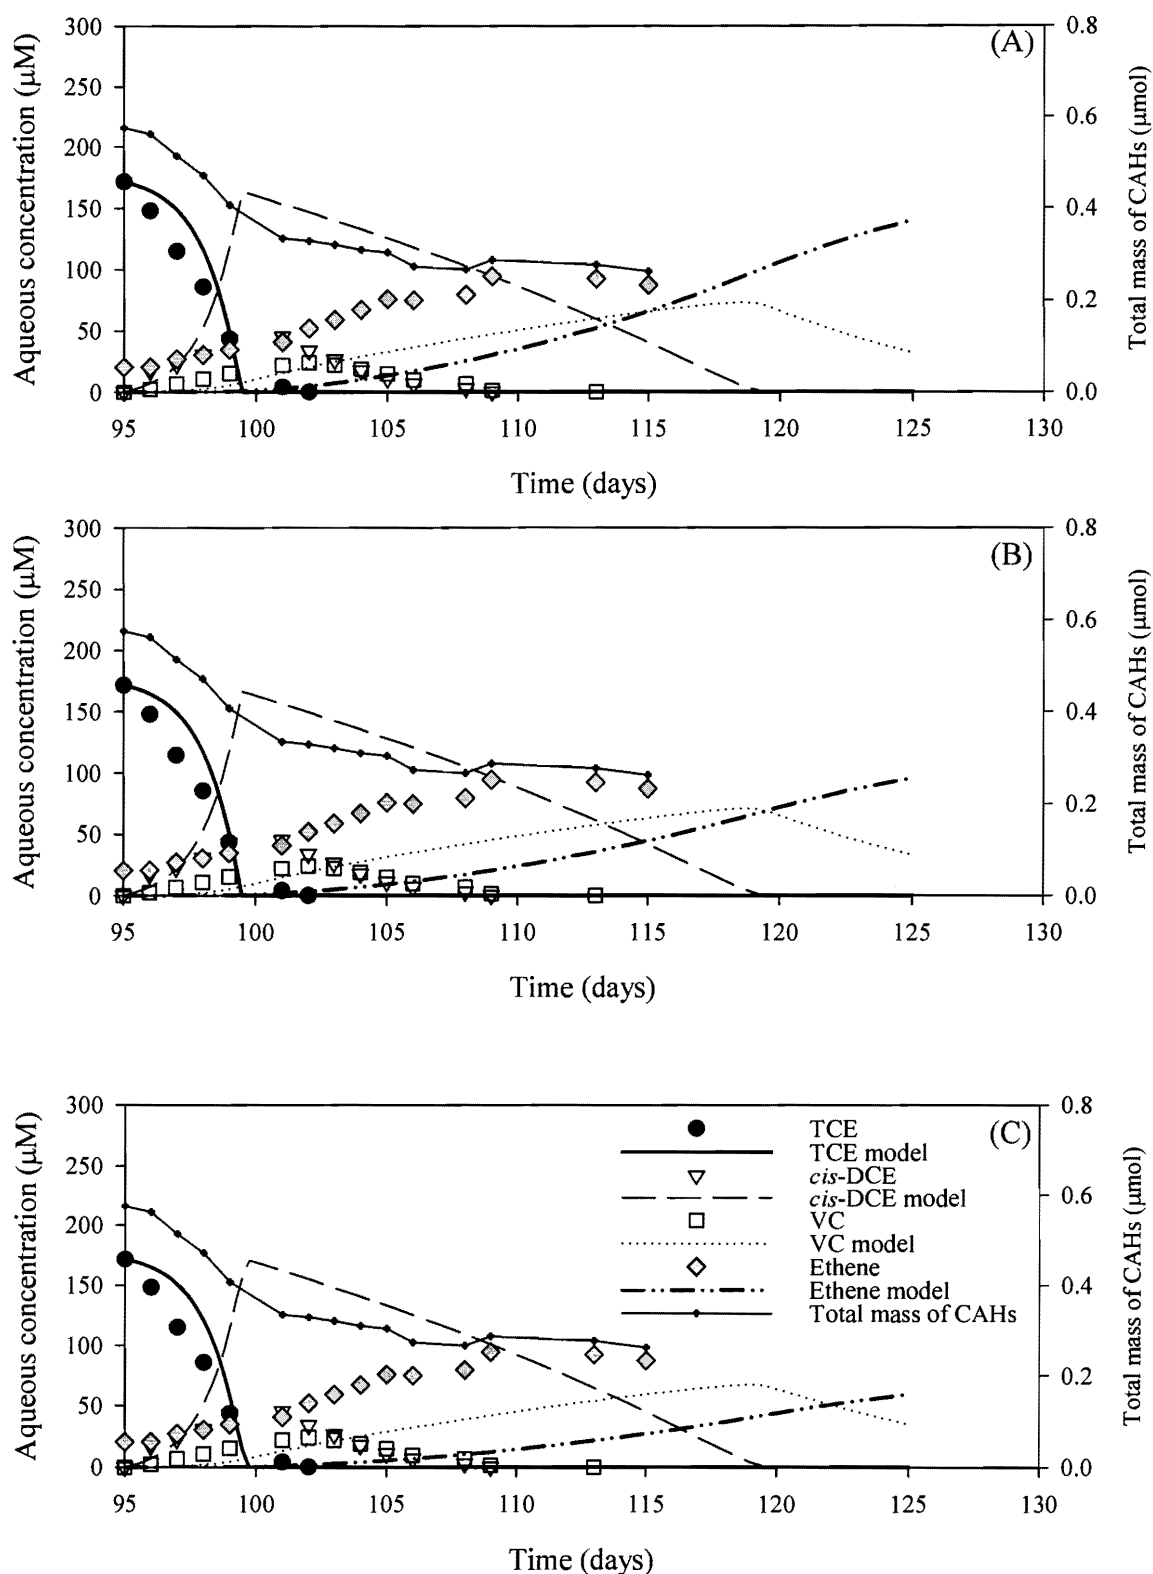 (A)
Aqueous concentration (µM)
300
250
200
150
100
50
0
0.8
0.6
0.4
0.2
0.0
Total mass of CAHs (µmol)
95 100 105 110 115 120 125 130
Time (days)
(B)
Aqueous concentration (µM)
300
250
200
150
100
50
0
0.8
0.6
0.4
0.2
0.0
Total mass of CAHs (µmol)
95 100 105 110 115 120 125 130
Time (days)
(C)
Aqueous concentration (µM)
300
250
200
150
100
50
0
TCE
TCE model
cis-DCE
cis-DCE model
VC
VC model
Ethene
Ethene model
Total mass of CAHs
0.8
0.6
0.4
0.2
0.0
Total mass of CAHs (µmol)
95 100 105 110 115 120 125 130
Time (days)